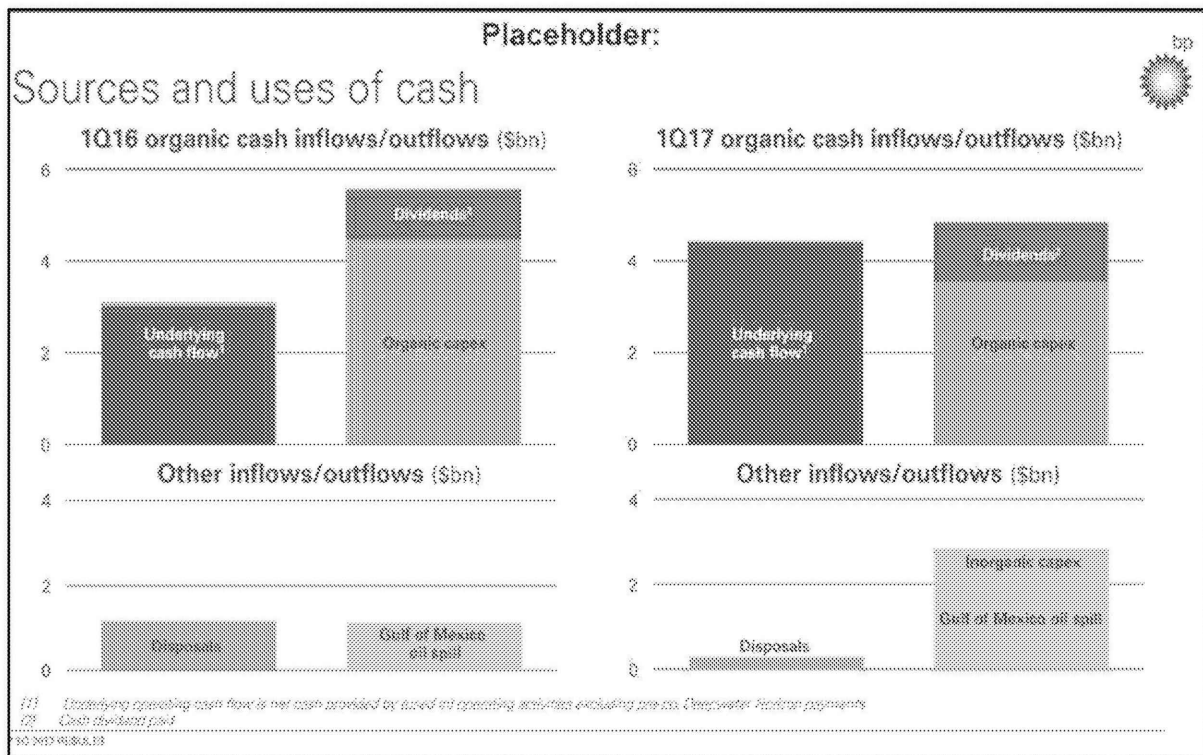 Placeholder:
bp
Sources and uses of cash
1Q16 organic cash inflows/outflows ($bn)
6
4
2
0
Dividends²
Underlying
cash flow¹
Organic capex
1Q17 organic cash inflows/outflows ($bn)
6
4
2
0
Dividends²
Underlying
cash flow¹
Organic capex
Other inflows/outflows ($bn)
4
2
0
Disposals
Gulf of Mexico
oil spill
Other inflows/outflows ($bn)
4
2
0
Disposals
Inorganic capex
Gulf of Mexico oil spill
(1) Underlying operating cash flow is net cash provided by (used in) operating activities excluding pre-tax Deepwater Horizon payments
(2) Cash dividend paid
1Q 2017 RESULTS